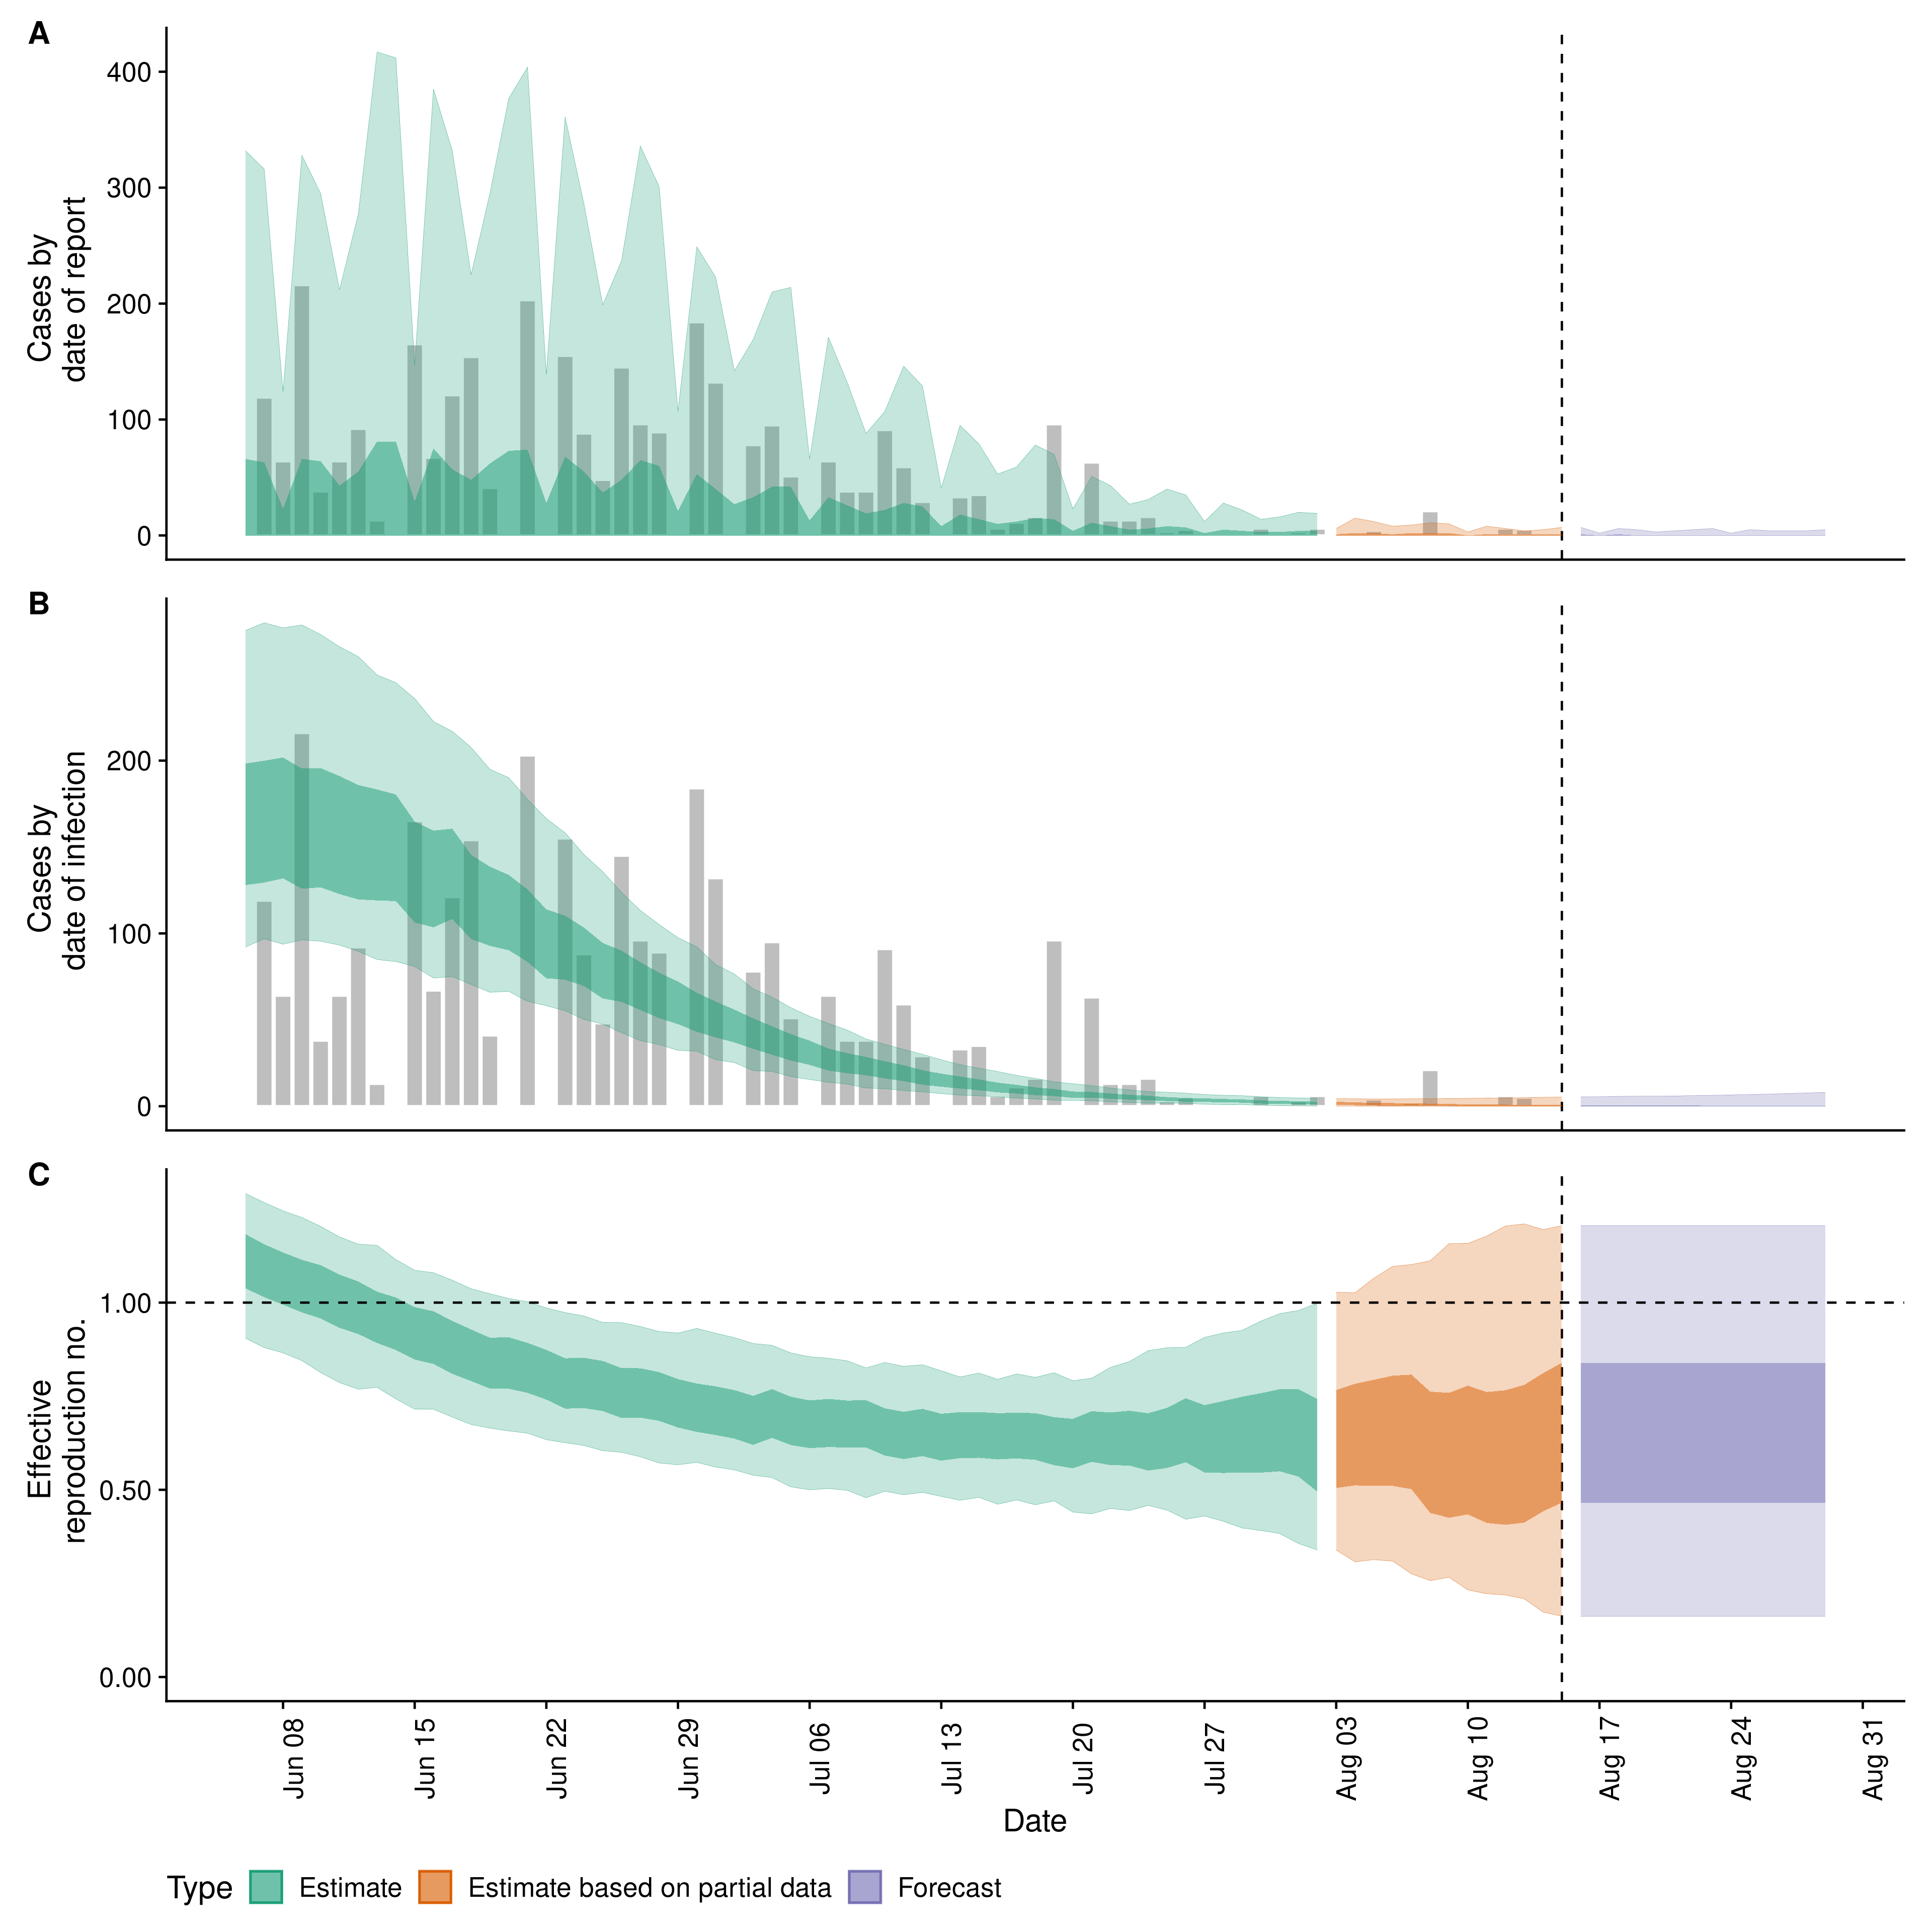 A
Cases by
date of report
400
300
200
100
0
B
Cases by
date of infection
200
100
0
C
Effective
reproduction no.
1.00
0.50
0.00
Jun 08
Jun 15
Jun 22
Jun 29
Jul 06
Jul 13
Jul 20
Jul 27
Aug 03
Aug 10
Aug 17
Aug 24
Aug 31
Date
Type
Estimate
Estimate based on partial data
Forecast